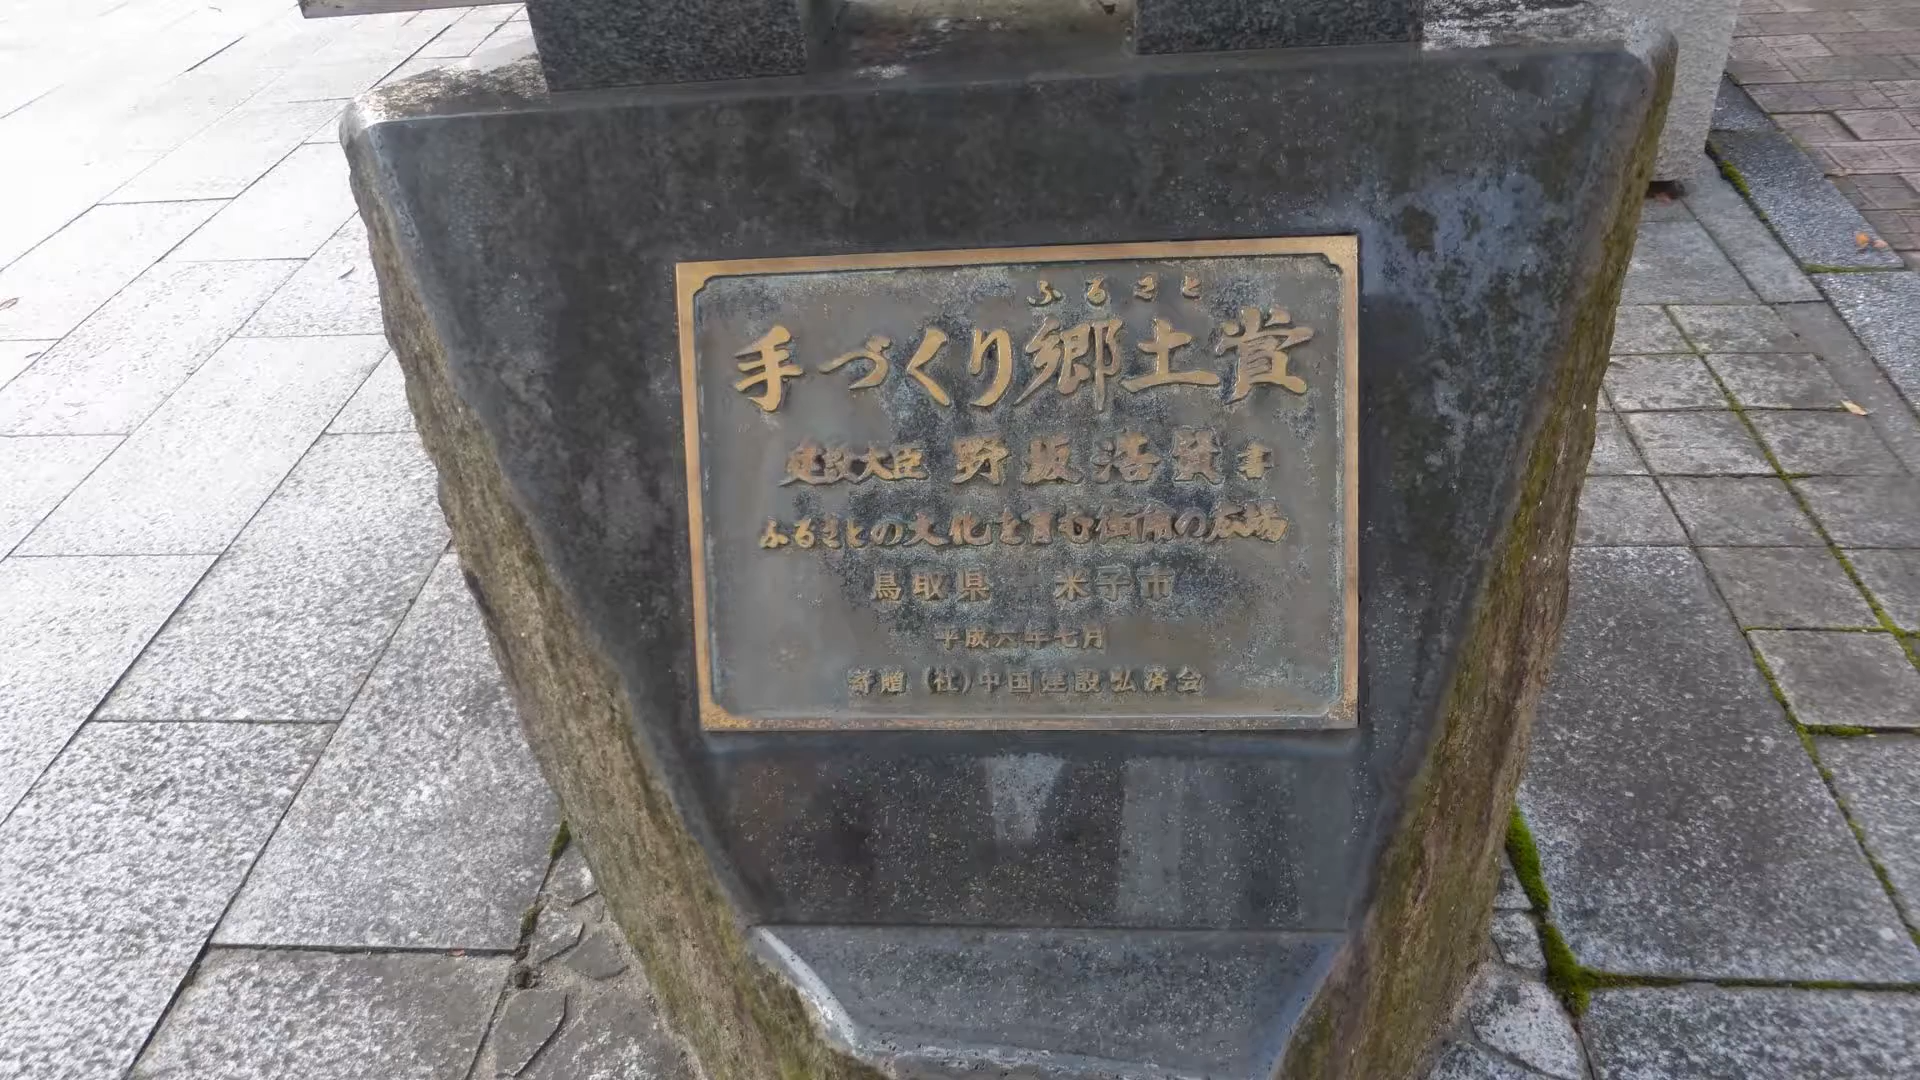 ふるさと
手づくり郷土賞
建設大臣 野坂浩賢 書
ふるさとの文化を育む街角の広場
鳥取県 米子市
平成六年七月
寄贈 (社)中国建設弘済会